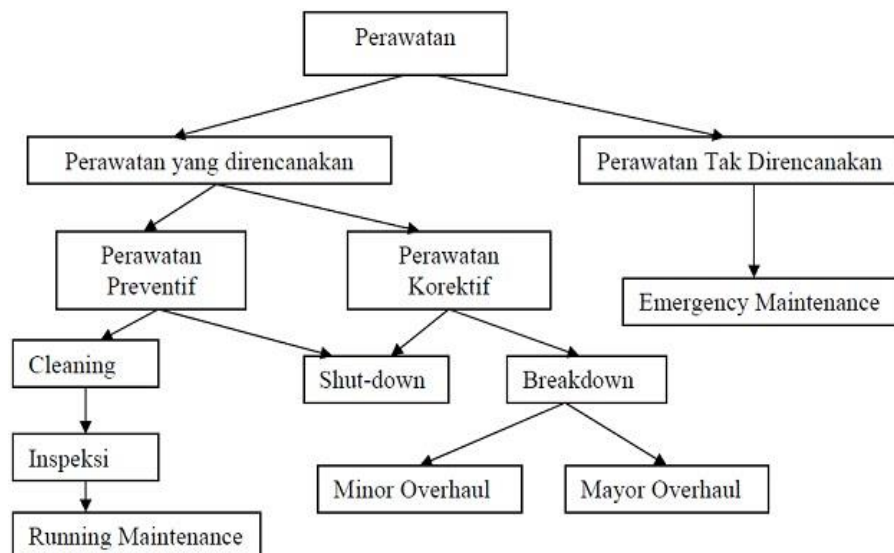 Perawatan
Perawatan yang direncanakan
Perawatan Tak Direncanakan
Perawatan
Preventif
Perawatan
Korektif
Emergency Maintenance
Cleaning
Shut-down
Breakdown
Inspeksi
Minor Overhaul
Mayor Overhaul
Running Maintenance